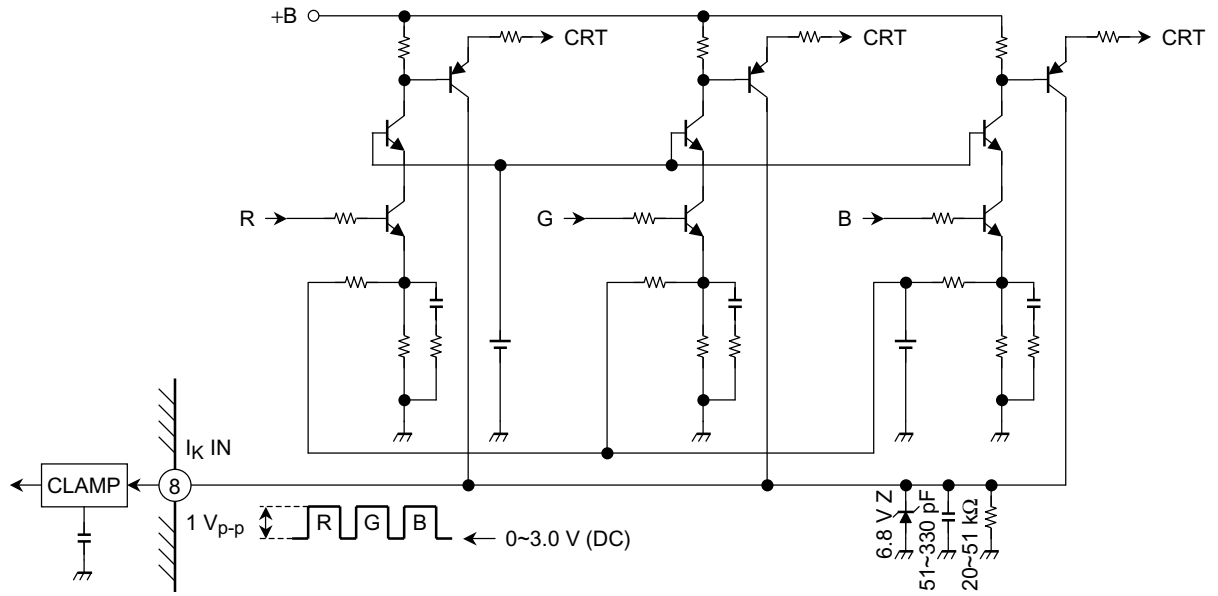 +B
CRT
CRT
CRT
R
G
B
I_K IN
CLAMP
8
1 Vp-p
R
G
B
0~3.0 V (DC)
6.8 V Z
51~330 pF
20~51 kΩ